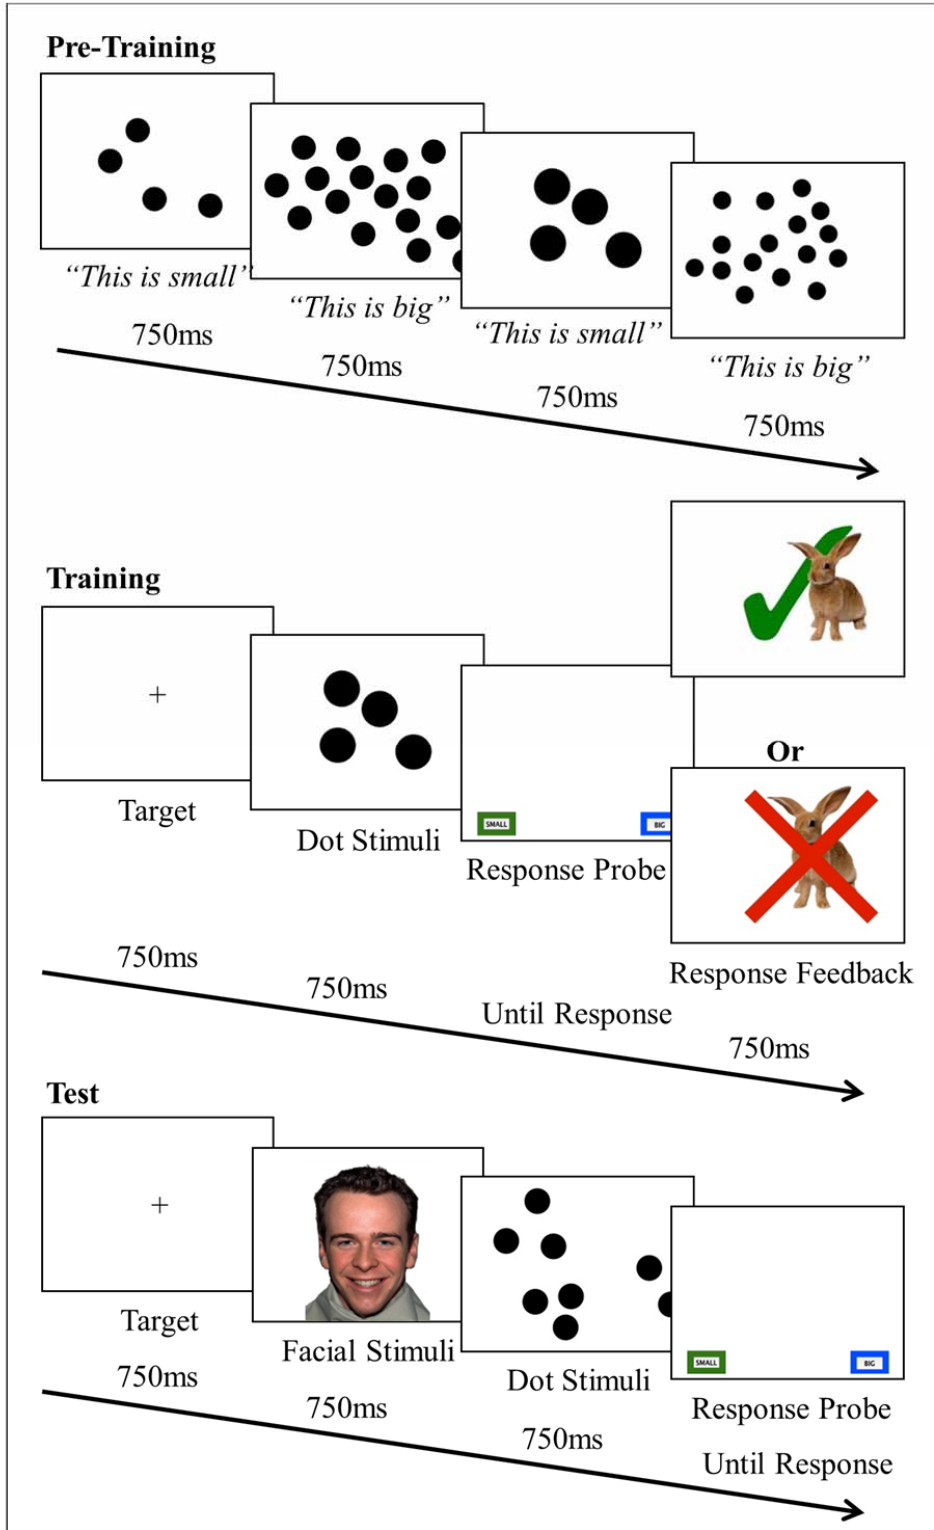 Pre-Training
“This is small”
“This is big”
“This is small”
“This is big”
750ms
750ms
750ms
750ms
Training
+
Target
Dot Stimuli
SMALL
BIG
Response Probe
Or
Response Feedback
750ms
750ms
Until Response
750ms
Test
+
Target
Facial Stimuli
Dot Stimuli
SMALL
BIG
Response Probe
750ms
750ms
750ms
Until Response